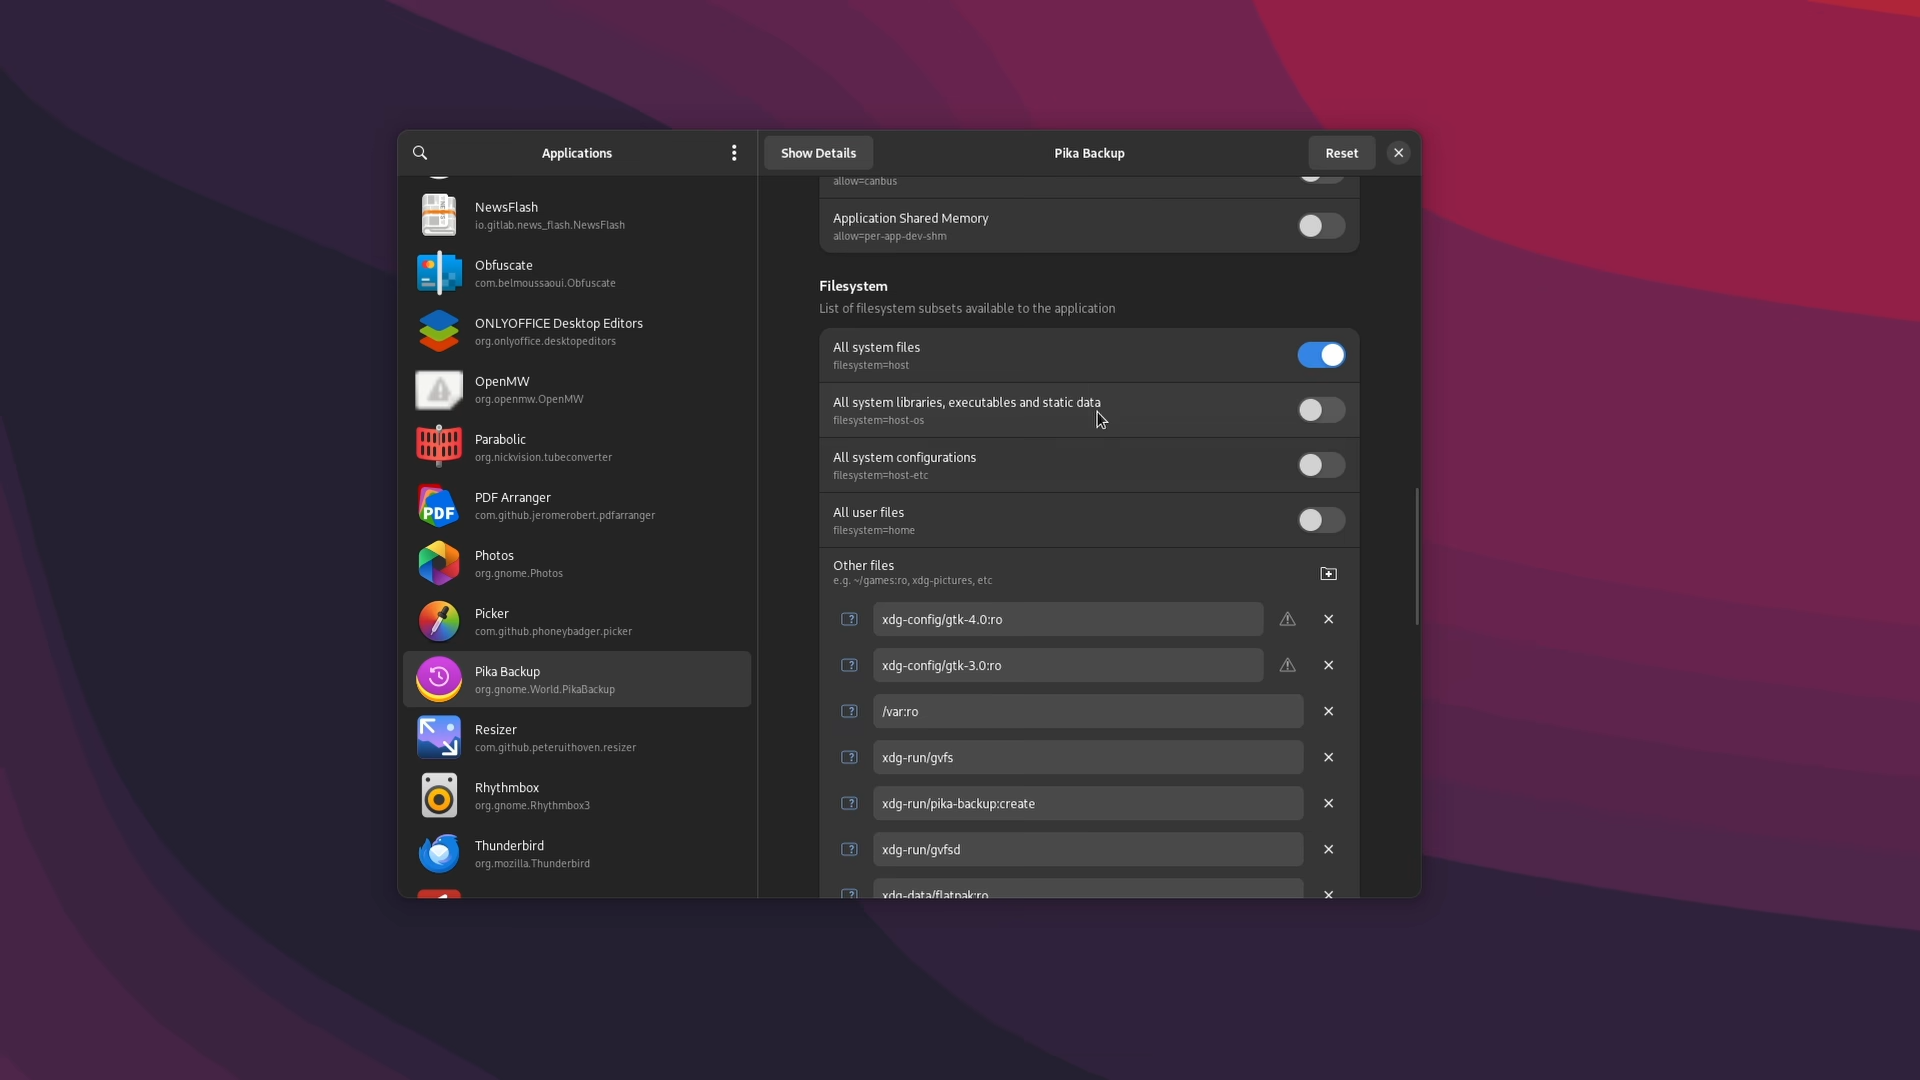 Applications
NewsFlash
io.gitlab.news_flash.NewsFlash
Obfuscate
com.belmoussaoui.Obfuscate
ONLYOFFICE Desktop Editors
org.onlyoffice.desktopeditors
OpenMW
org.openmw.OpenMW
Parabolic
org.nickvision.tubeconverter
PDF
PDF Arranger
com.github.jeromerobert.pdfarranger
Photos
org.gnome.Photos
Picker
com.github.phoneybadger.picker
Pika Backup
org.gnome.World.PikaBackup
Resizer
com.github.peteruithoven.resizer
Rhythmbox
org.gnome.Rhythmbox3
Thunderbird
org.mozilla.Thunderbird
Show Details
Pika Backup
Reset
allow=canbus
Application Shared Memory
allow=per-app-dev-shm
Filesystem
List of filesystem subsets available to the application
All system files
filesystem=host
All system libraries, executables and static data
filesystem=host-os
All system configurations
filesystem=host-etc
All user files
filesystem=home
Other files
e.g. ~/games:ro, xdg-pictures, etc
xdg-config/gtk-4.0:ro
xdg-config/gtk-3.0:ro
/var:ro
xdg-run/gvfs
xdg-run/pika-backup:create
xdg-run/gvfsd
xdg-data/flatpak:ro